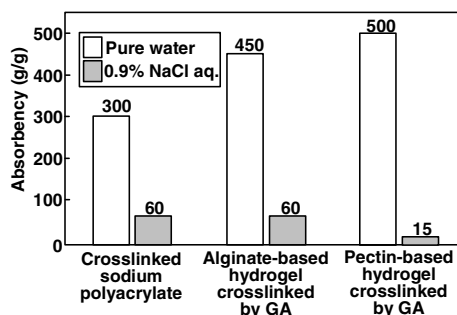 Absorbency (g/g)
500
400
300
200
100
0
Pure water
0.9% NaCl aq.
300
60
450
60
500
15
Crosslinked
sodium
polyacrylate
Alginate-based
hydrogel
crosslinked
by GA
Pectin-based
hydrogel
crosslinked
by GA